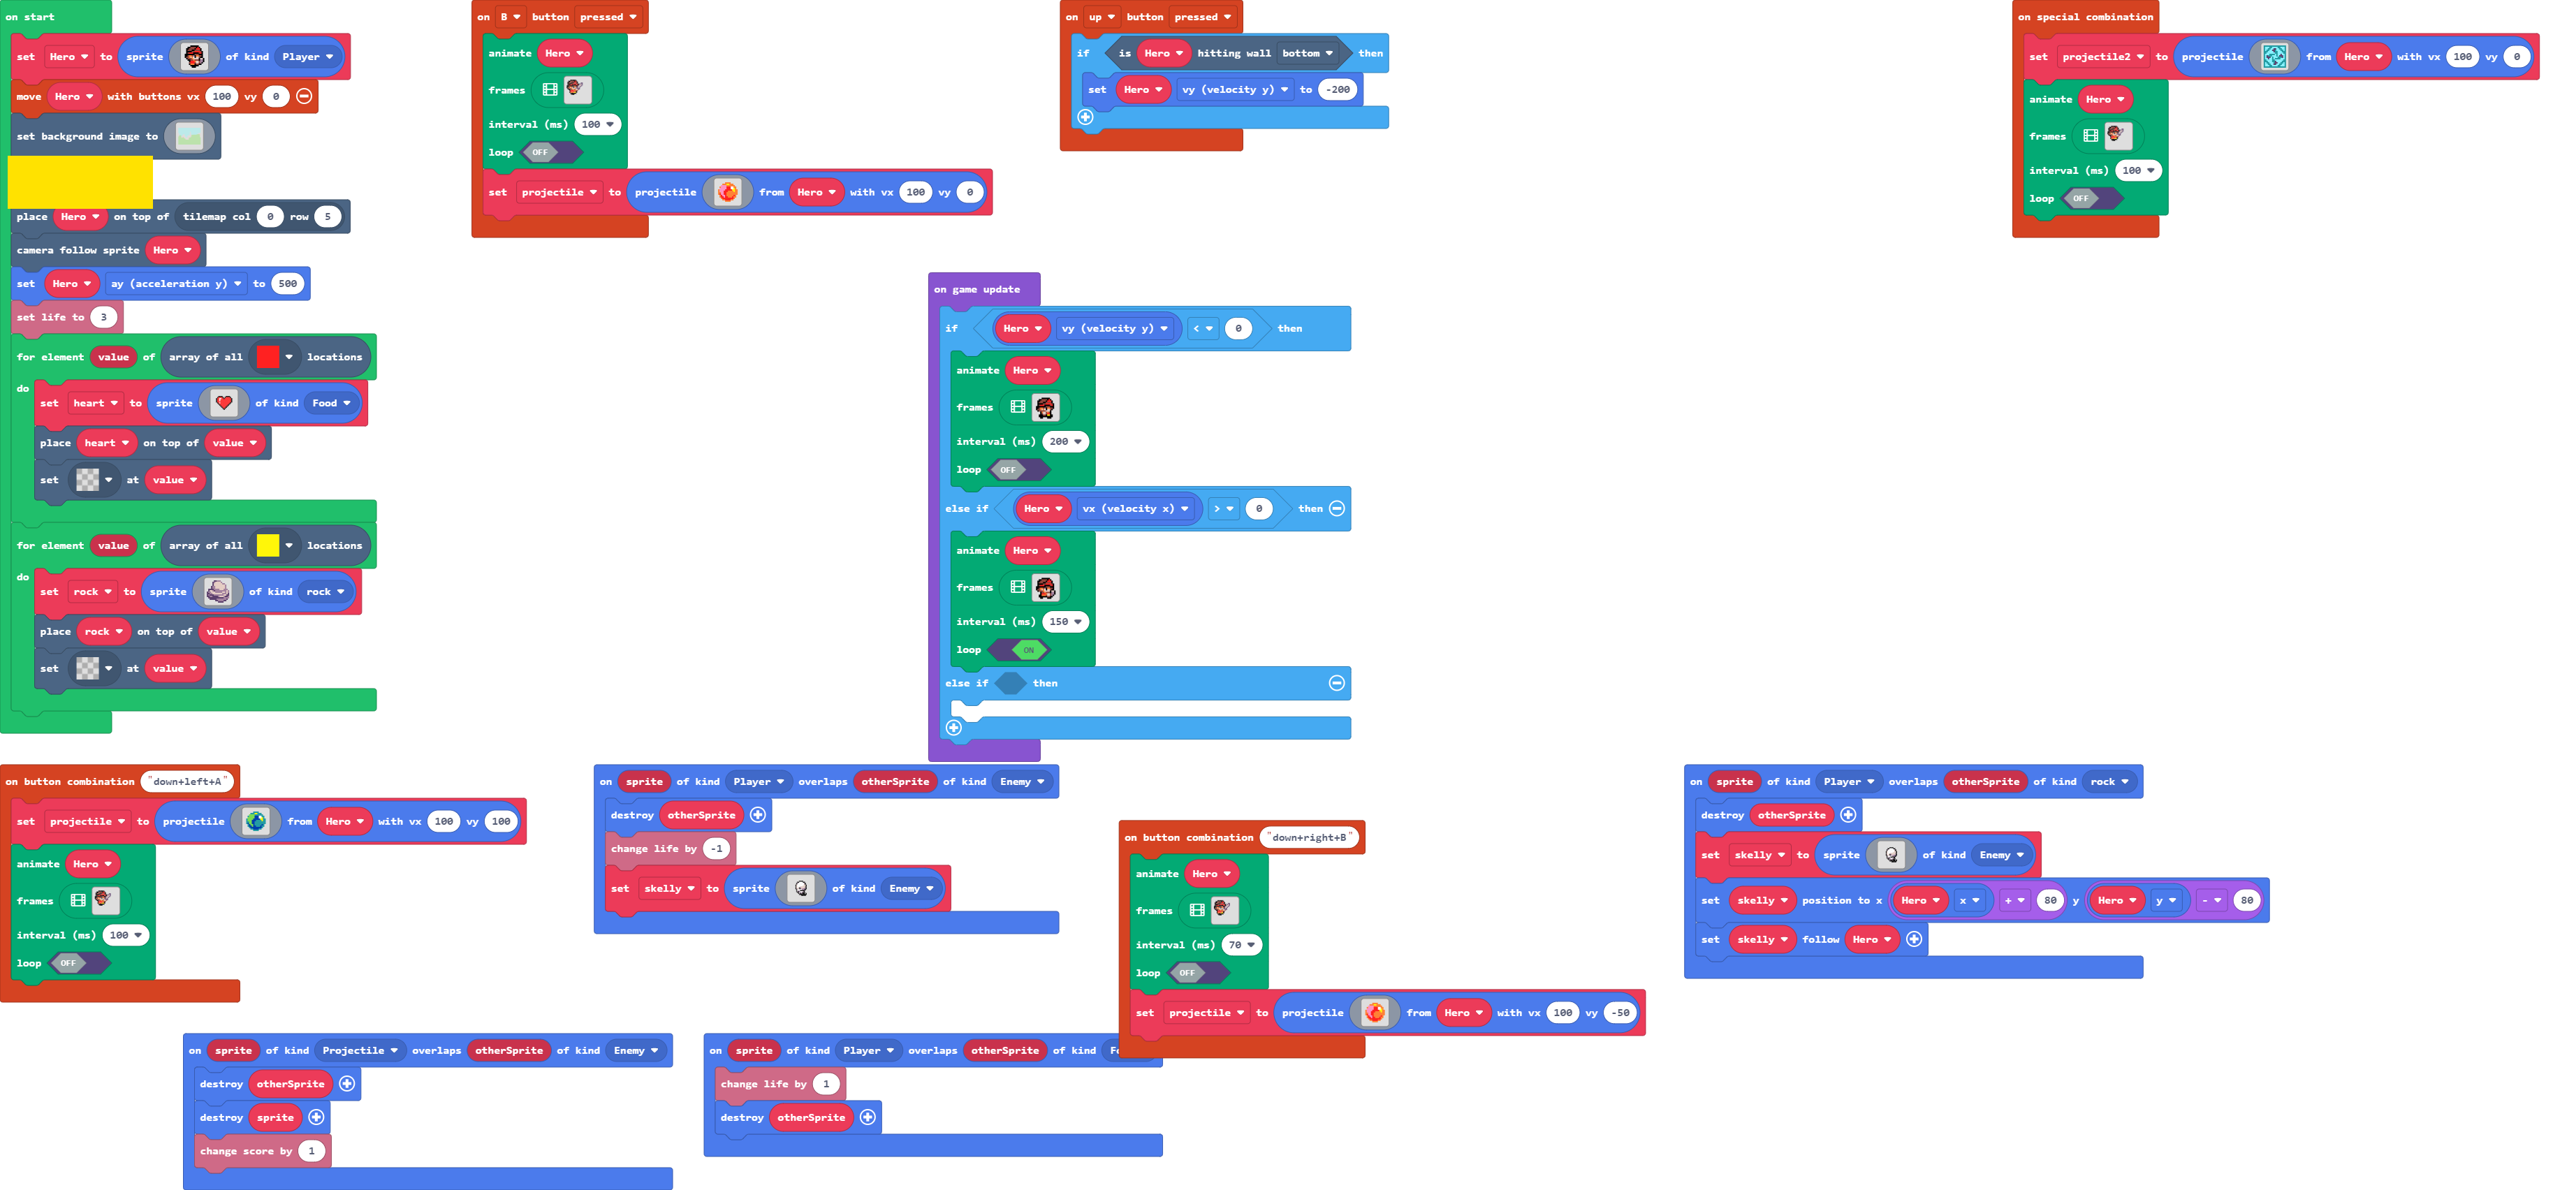 on start
set Hero to sprite of kind Player
move Hero with buttons vx 100 vy 0
set background image to
place Hero on top of tilemap col 0 row 5
camera follow sprite Hero
set Hero ay (acceleration y) to 500
set life to 3
for element value of array of all locations
do
set heart to sprite of kind Food
place heart on top of value
set at value
for element value of array of all locations
do
set rock to sprite of kind rock
place rock on top of value
set at value
on B button pressed
animate Hero
frames
interval (ms) 100
loop OFF
set projectile to projectile from Hero with vx 100 vy 0
on up button pressed
if is Hero hitting wall bottom then
set Hero vy (velocity y) to -200
on special combination
set projectile2 to projectile from Hero with vx 100 vy 0
animate Hero
frames
interval (ms) 100
loop OFF
on game update
if Hero vy (velocity y) < 0 then
animate Hero
frames
interval (ms) 200
loop OFF
else if Hero vx (velocity x) > 0 then
animate Hero
frames
interval (ms) 150
loop ON
else if then
on button combination "down+left+A"
set projectile to projectile from Hero with vx 100 vy 100
animate Hero
frames
interval (ms) 100
loop OFF
on sprite of kind Player overlaps otherSprite of kind Enemy
destroy otherSprite
change life by -1
set skelly to sprite of kind Enemy
on button combination "down+right+B"
animate Hero
frames
interval (ms) 70
loop OFF
set projectile to projectile from Hero with vx 100 vy -50
on sprite of kind Player overlaps otherSprite of kind rock
destroy otherSprite
set skelly to sprite of kind Enemy
set skelly position to x Hero x + 80 y Hero y - 80
set skelly follow Hero
on sprite of kind Projectile overlaps otherSprite of kind Enemy
destroy otherSprite
destroy sprite
change score by 1
on sprite of kind Player overlaps otherSprite of kind
change life by 1
destroy otherSprite